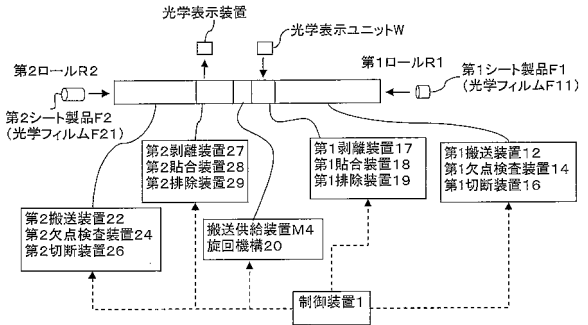 光学表示装置
光学表示ユニットW
第2ロールR2
第1ロールR1
第2シート製品F2
(光学フィルムF21)
第1シート製品F1
(光学フィルムF11)
第2剥離装置27
第2貼合装置28
第2排除装置29
第1剥離装置17
第1貼合装置18
第1排除装置19
第1搬送装置12
第1欠点検査装置14
第1切断装置16
第2搬送装置22
第2欠点検査装置24
第2切断装置26
搬送供給装置M4
旋回機構20
制御装置1